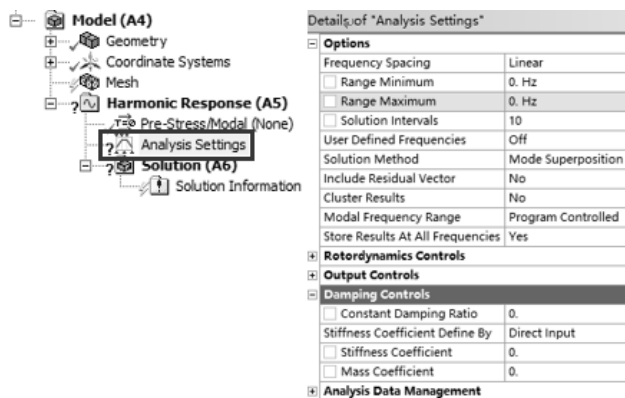 Model (A4)
Geometry
Coordinate Systems
Mesh
Harmonic Response (A5)
T=0 Pre-Stress/Modal (None)
Analysis Settings
Solution (A6)
Solution Information
Details of "Analysis Settings"
Options
Frequency Spacing Linear
Range Minimum 0. Hz
Range Maximum 0. Hz
Solution Intervals 10
User Defined Frequencies Off
Solution Method Mode Superposition
Include Residual Vector No
Cluster Results No
Modal Frequency Range Program Controlled
Store Results At All Frequencies Yes
Rotordynamics Controls
Output Controls
Damping Controls
Constant Damping Ratio 0.
Stiffness Coefficient Define By Direct Input
Stiffness Coefficient 0.
Mass Coefficient 0.
Analysis Data Management